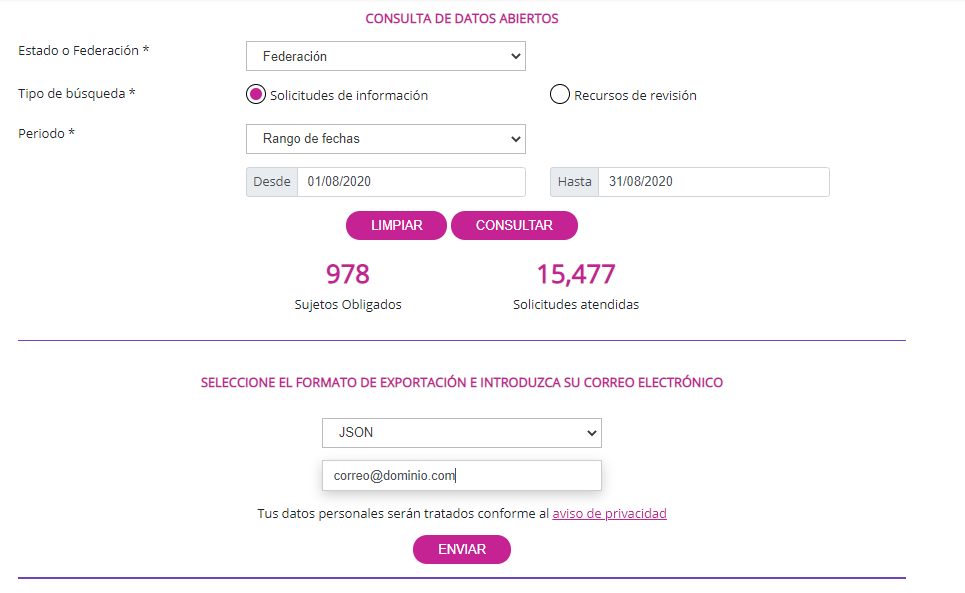 CONSULTA DE DATOS ABIERTOS
Estado o Federación *
Federación
Tipo de búsqueda *
Solicitudes de información
Recursos de revisión
Periodo *
Rango de fechas
Desde 01/08/2020
Hasta 31/08/2020
LIMPIAR
CONSULTAR
978
15,477
Sujetos Obligados
Solicitudes atendidas
SELECCIONE EL FORMATO DE EXPORTACIÓN E INTRODUZCA SU CORREO ELECTRÓNICO
JSON
correo@dominio.com
Tus datos personales serán tratados conforme al aviso de privacidad
ENVIAR